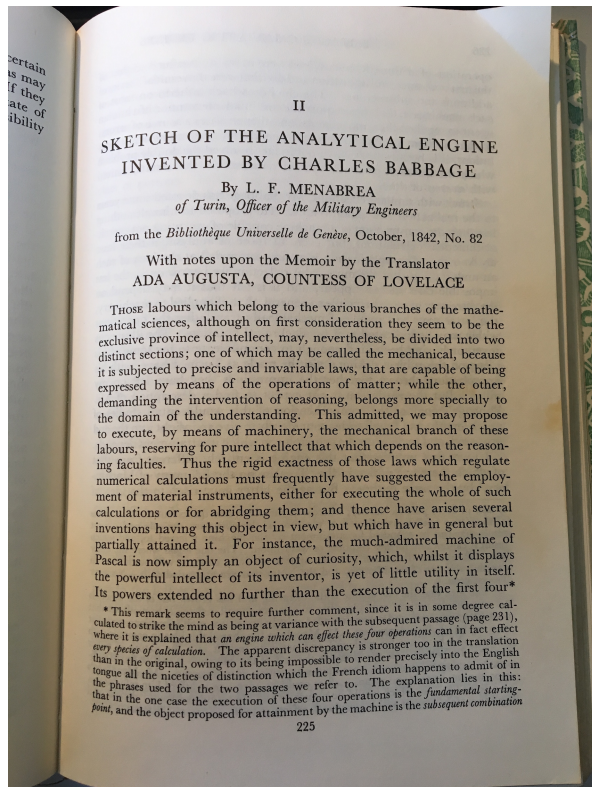 certain
as may
If they
ate of
ibility
II
SKETCH OF THE ANALYTICAL ENGINE
INVENTED BY CHARLES BABBAGE
By L. F. MENABREA
of Turin, Officer of the Military Engineers
from the Bibliothèque Universelle de Genève, October, 1842, No. 82
With notes upon the Memoir by the Translator
ADA AUGUSTA, COUNTESS OF LOVELACE
THOSE labours which belong to the various branches of the mathe-
matical sciences, although on first consideration they seem to be the
exclusive province of intellect, may, nevertheless, be divided into two
distinct sections; one of which may be called the mechanical, because
it is subjected to precise and invariable laws, that are capable of being
expressed by means of the operations of matter; while the other,
demanding the intervention of reasoning, belongs more specially to
the domain of the understanding. This admitted, we may propose
to execute, by means of machinery, the mechanical branch of these
labours, reserving for pure intellect that which depends on the reason-
ing faculties. Thus the rigid exactness of those laws which regulate
numerical calculations must frequently have suggested the employ-
ment of material instruments, either for executing the whole of such
calculations or for abridging them; and thence have arisen several
inventions having this object in view, but which have in general but
partially attained it. For instance, the much-admired machine of
Pascal is now simply an object of curiosity, which, whilst it displays
the powerful intellect of its inventor, is yet of little utility in itself.
Its powers extended no further than the execution of the first four*
* This remark seems to require further comment, since it is in some degree cal-
culated to strike the mind as being at variance with the subsequent passage (page 231),
where it is explained that an engine which can effect these four operations can in fact effect
every species of calculation. The apparent discrepancy is stronger too in the translation
than in the original, owing to its being impossible to render precisely into the English
tongue all the niceties of distinction which the French idiom happens to admit of in
the phrases used for the two passages we refer to. The explanation lies in this:
that in the one case the execution of these four operations is the fundamental starting-
point, and the object proposed for attainment by the machine is the subsequent combination
225